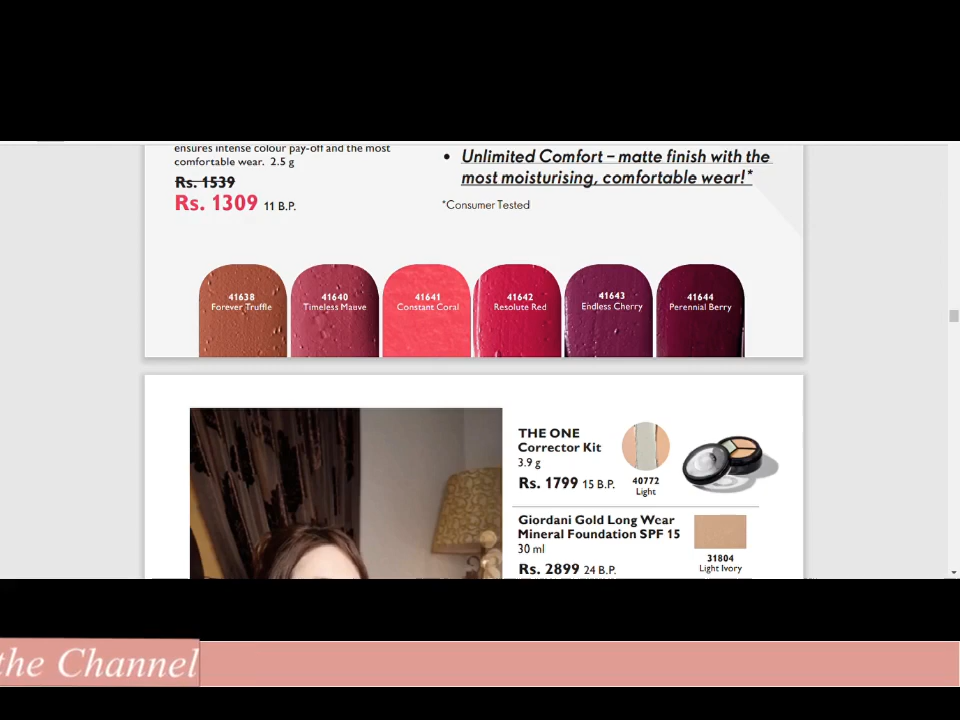 ensures intense colour pay-off and the most
comfortable wear. 2.5 g
Rs. 1539
Rs. 1309 11 B.P.
• Unlimited Comfort – matte finish with the
most moisturising, comfortable wear!*
*Consumer Tested
41638
Forever Truffle
41640
Timeless Mauve
41641
Constant Coral
41642
Resolute Red
41643
Endless Cherry
41644
Perennial Berry
THE ONE
Corrector Kit
3.9 g
Rs. 1799 15 B.P.
40772
Light
Giordani Gold Long Wear
Mineral Foundation SPF 15
30 ml
Rs. 2899 24 B.P.
31804
Light Ivory
the Channel